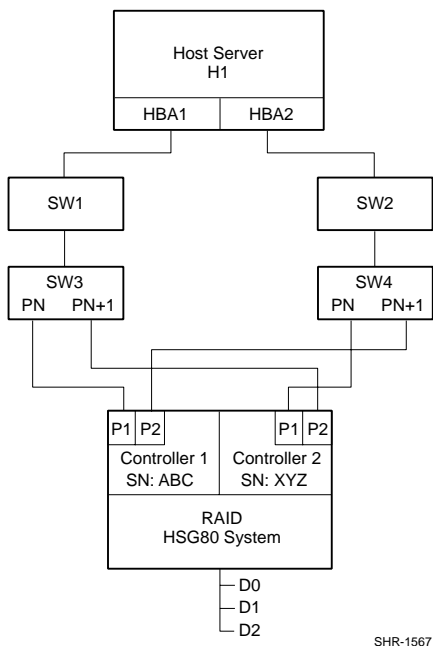 Host Server
H1
HBA1 HBA2
SW1 SW2
SW3 SW4
PN PN+1 PN PN+1
P1 P2 P1 P2
Controller 1 Controller 2
SN: ABC SN: XYZ
RAID
HSG80 System
D0
D1
D2
SHR-1567